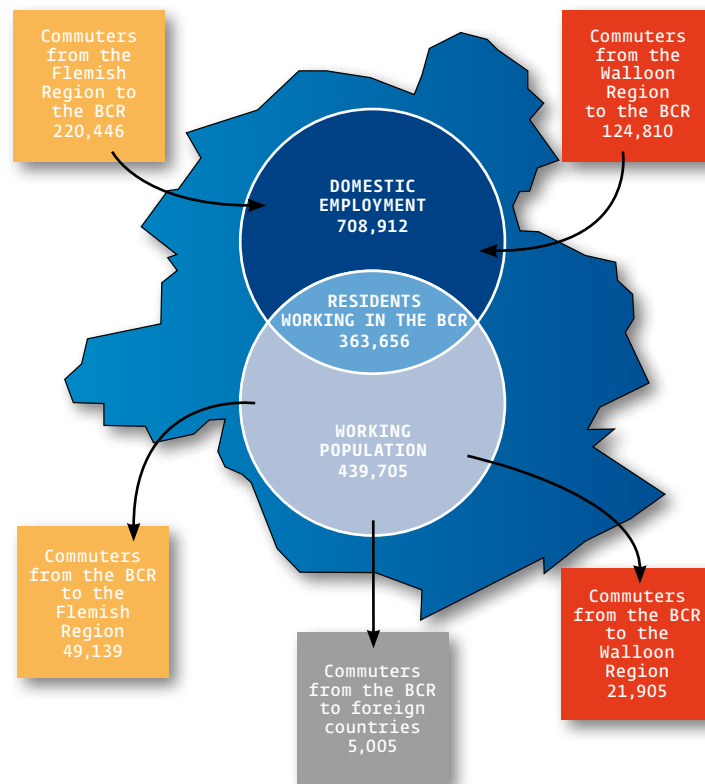 Commuters
from the
Flemish
Region to
the BCR
220,446
Commuters
from the
Walloon
Region
to the BCR
124,810
DOMESTIC
EMPLOYMENT
708,912
RESIDENTS
WORKING IN THE BCR
363,656
WORKING
POPULATION
439,705
Commuters
from the BCR
to the
Flemish
Region
49,139
Commuters
from the BCR
to foreign
countries
5,005
Commuters
from the BCR
to the
Walloon
Region
21,905